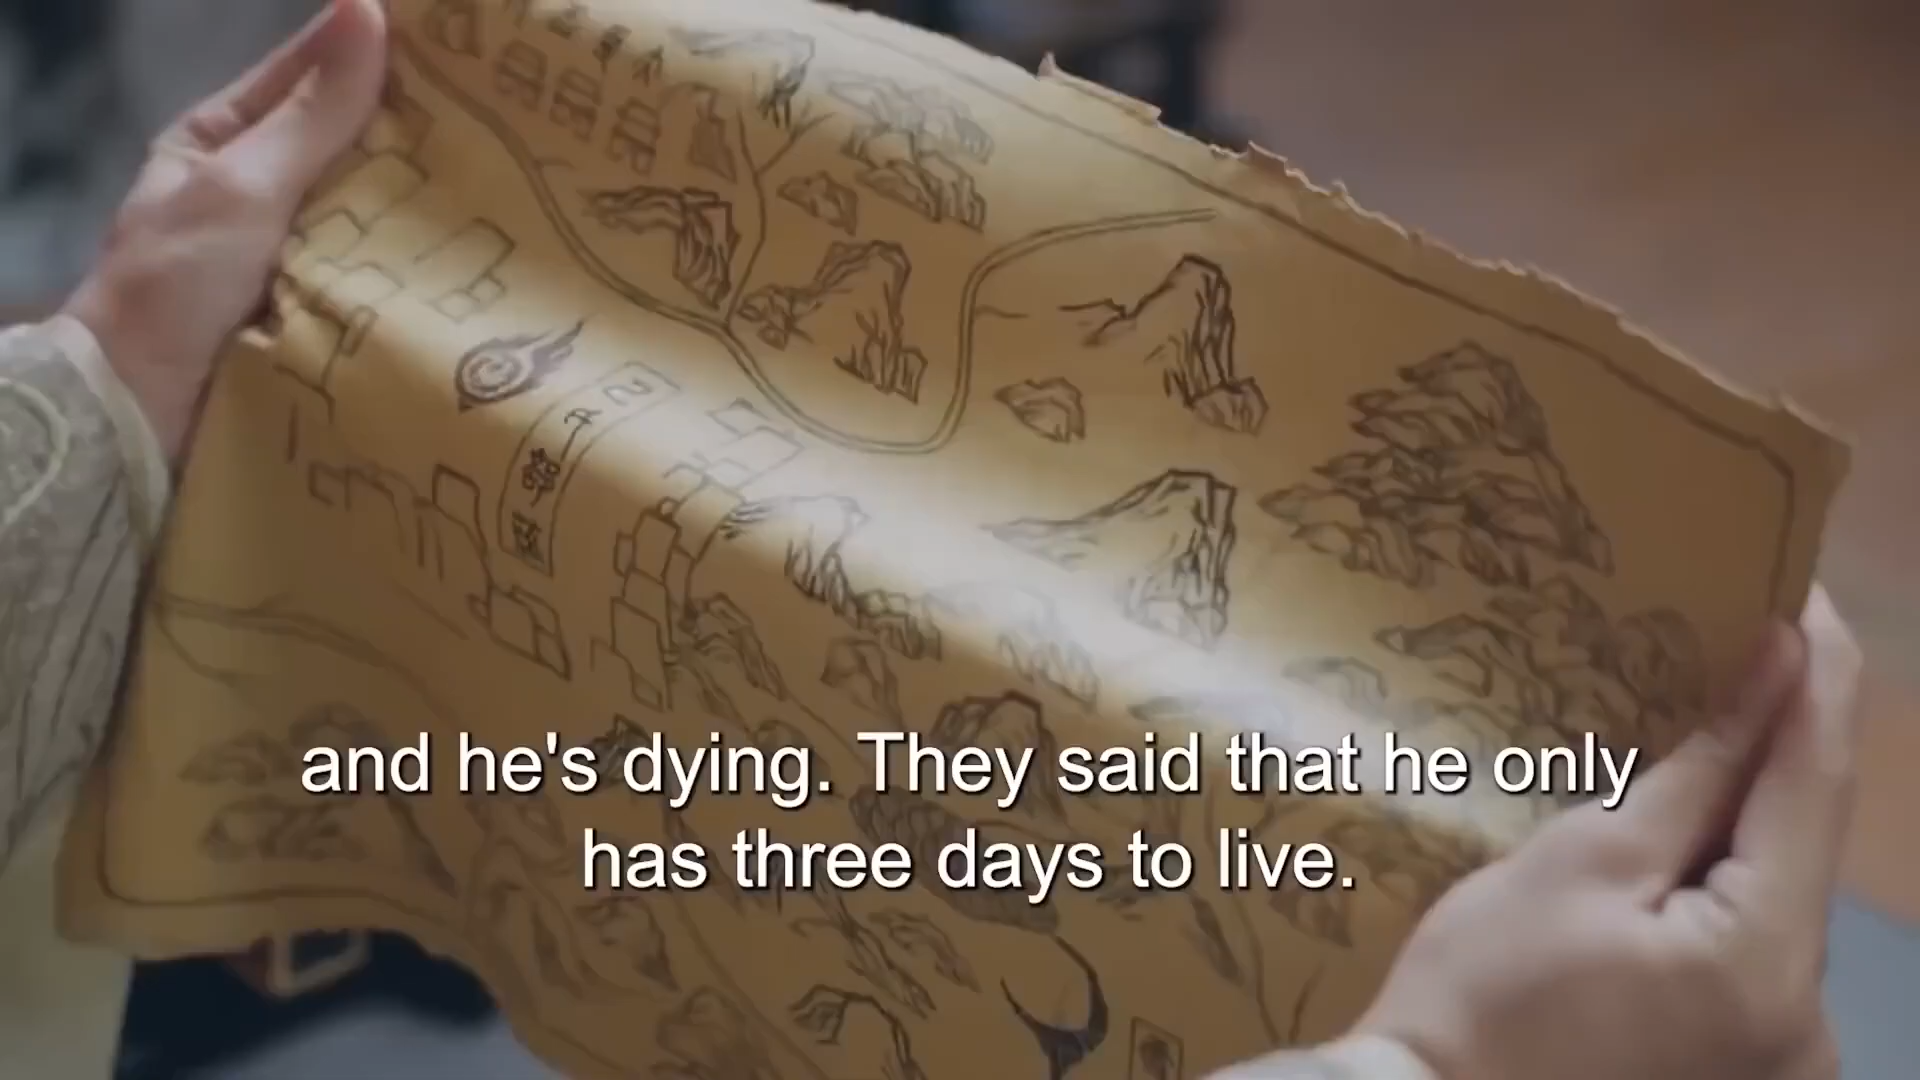 and he's dying. They said that he only
has three days to live.